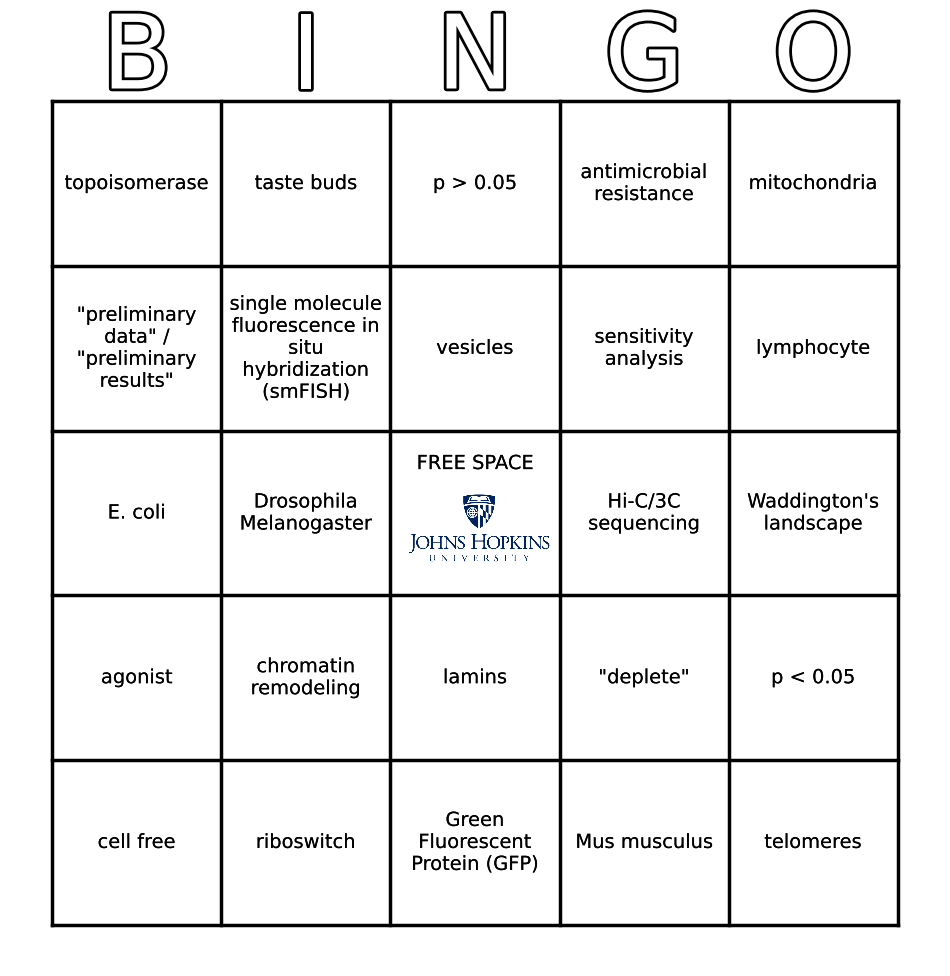 B I N G O
topoisomerase
taste buds
p > 0.05
antimicrobial
resistance
mitochondria
"preliminary
data" /
"preliminary
results"
single molecule
fluorescence in
situ
hybridization
(smFISH)
vesicles
sensitivity
analysis
lymphocyte
E. coli
Drosophila
Melanogaster
FREE SPACE
JOHNS HOPKINS
UNIVERSITY
Hi-C/3C
sequencing
Waddington's
landscape
agonist
chromatin
remodeling
lamins
"deplete"
p < 0.05
cell free
riboswitch
Green
Fluorescent
Protein (GFP)
Mus musculus
telomeres